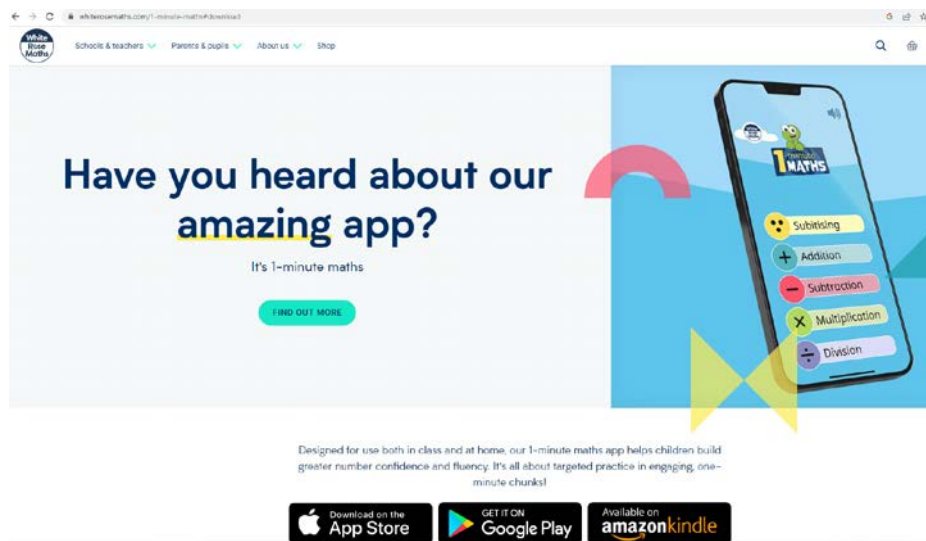 whiterosemaths.com/1-minute-maths#download
White
Rose
Maths
Schools & teachers
Parents & pupils
About us
Shop
Have you heard about our
amazing app?
It's 1-minute maths
FIND OUT MORE
White
Rose
Maths
1 minute
MATHS
Subitising
Addition
Subtraction
Multiplication
Division
Designed for use both in class and at home, our 1-minute maths app helps children build
greater number confidence and fluency. It's all about targeted practice in engaging, one-
minute chunks!
Download on the
App Store
GET IT ON
Google Play
Available on
amazonkindle